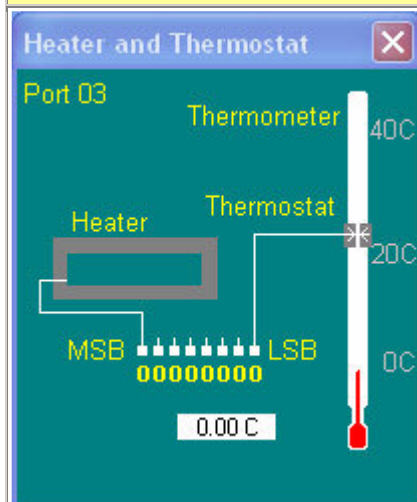 Heater and Thermostat
Port 03
Thermometer
40C
Thermostat
Heater
20C
MSB
LSB
0C
00000000
0.00 C